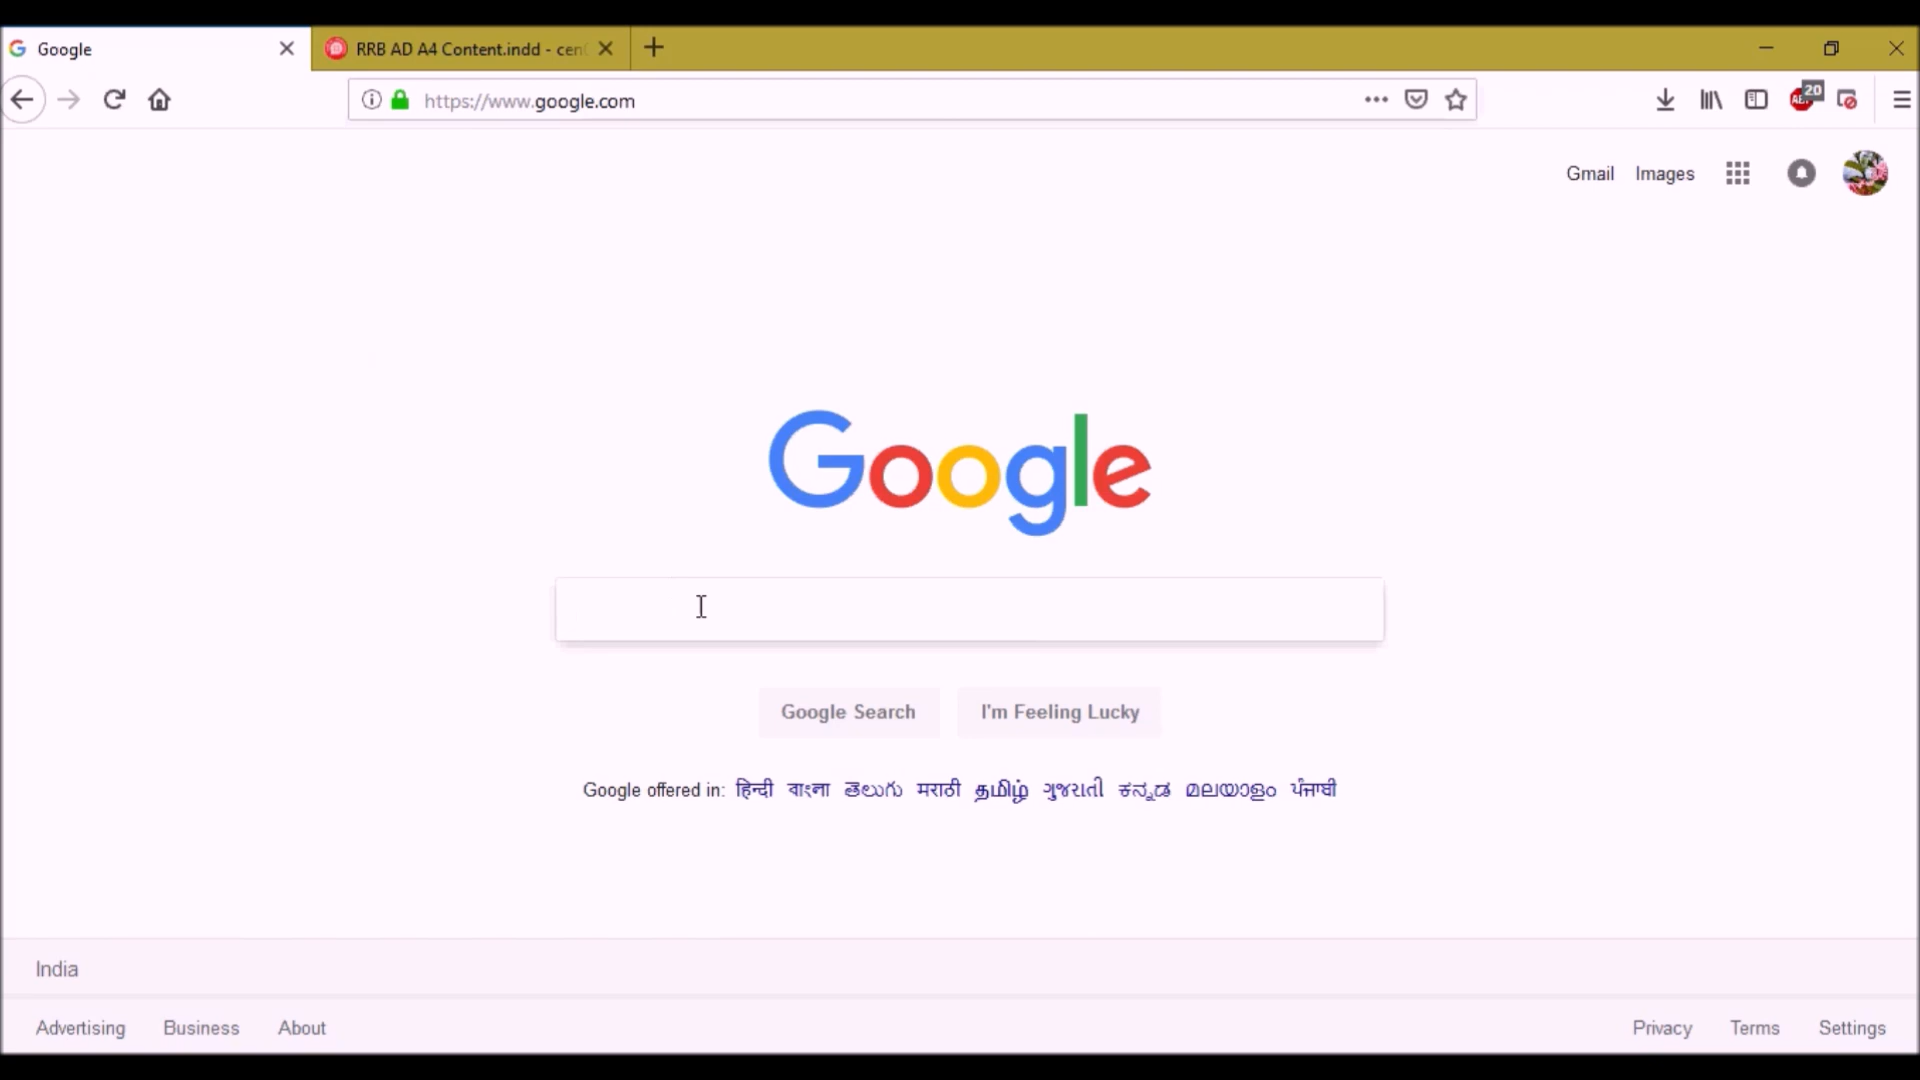 Google
RRB AD A4 Content.indd - cen
https://www.google.com
20
Gmail Images
Google
Google Search I'm Feeling Lucky
Google offered in: हिन्दी বাংলা తెలుగు मराठी தமிழ் ગુજરાતી ಕನ್ನಡ മലയാളം ਪੰਜਾਬੀ
India
Advertising Business About Privacy Terms Settings